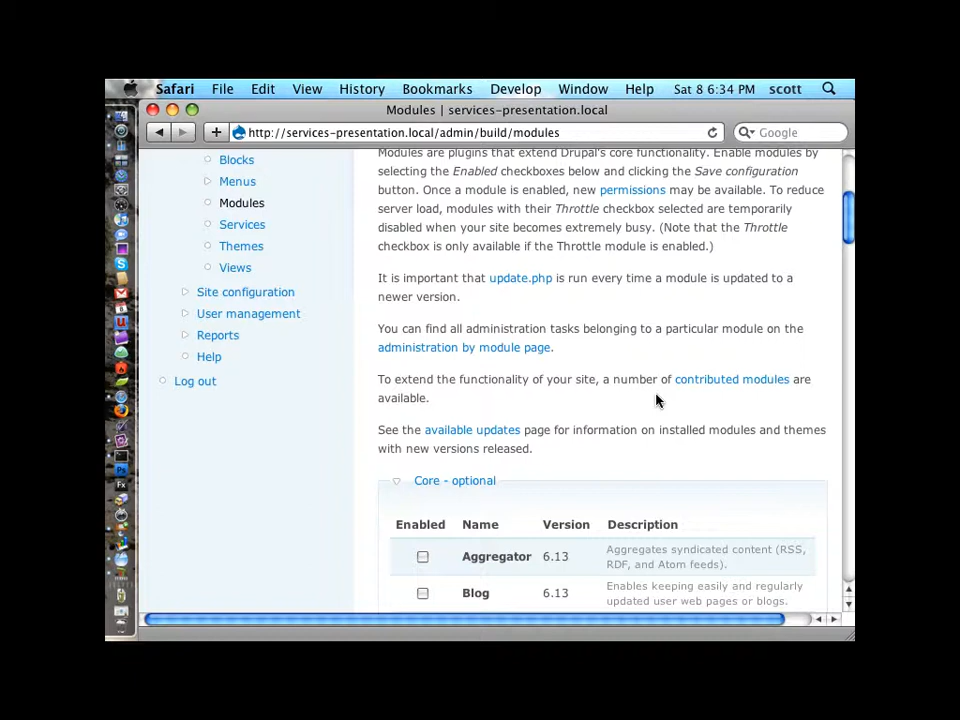 Safari File Edit View History Bookmarks Develop Window Help Sat 8 6:34 PM scott
Modules | services-presentation.local
http://services-presentation.local/admin/build/modules Google
Blocks
Menus
Modules
Services
Themes
Views
Site configuration
User management
Reports
Help
Log out
Modules are plugins that extend Drupal's core functionality. Enable modules by
selecting the Enabled checkboxes below and clicking the Save configuration
button. Once a module is enabled, new permissions may be available. To reduce
server load, modules with their Throttle checkbox selected are temporarily
disabled when your site becomes extremely busy. (Note that the Throttle
checkbox is only available if the Throttle module is enabled.)
It is important that update.php is run every time a module is updated to a
newer version.
You can find all administration tasks belonging to a particular module on the
administration by module page.
To extend the functionality of your site, a number of contributed modules are
available.
See the available updates page for information on installed modules and themes
with new versions released.
Core - optional
Enabled Name Version Description
Aggregator 6.13 Aggregates syndicated content (RSS,
RDF, and Atom feeds).
Blog 6.13 Enables keeping easily and regularly
updated user web pages or blogs.